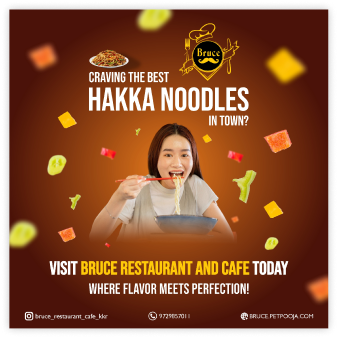 Bruce
CRAVING THE BEST
HAKKA NOODLES
IN TOWN?
VISIT BRUCE RESTAURANT AND CAFE TODAY
WHERE FLAVOR MEETS PERFECTION!
bruce_restaurant_cafe_kkr
9729857011
BRUCE.PETPOOJA.COM